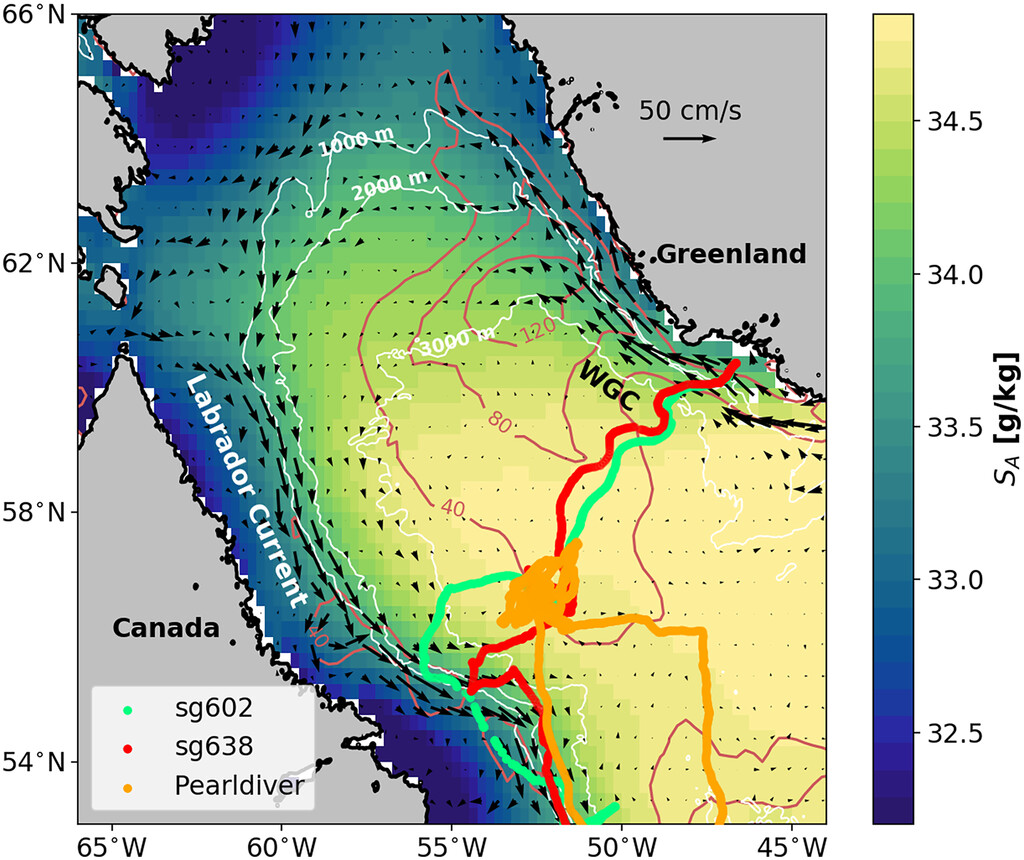 66°N
62°N
58°N
54°N
65°W
60°W
55°W
50°W
45°W
50 cm/s
1000 m
2000 m
3000 m
120
80
40
40
Greenland
WGC
Labrador Current
Canada
sg602
sg638
Pearldiver
34.5
34.0
33.5
33.0
32.5
S_A [g/kg]